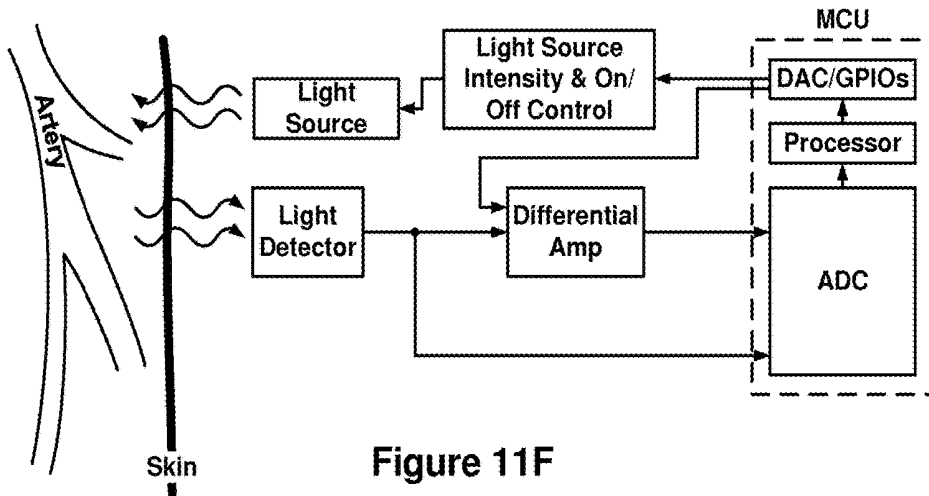 MCU
Light Source
Intensity & On/
Off Control
DAC/GPIOs
Light
Source
Processor
Artery
Light
Detector
Differential
Amp
ADC
Skin
Figure 11F